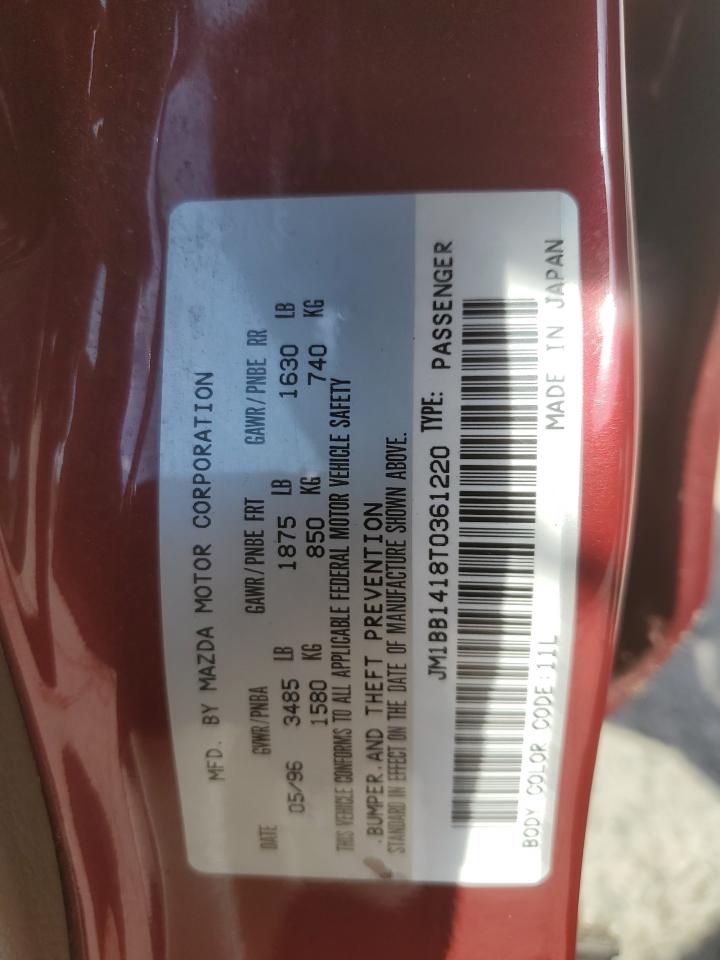 MFD. BY MAZDA MOTOR CORPORATION
DATE GVWR/PNBA GAWR/PNBE FRT GAWR/PNBE RR
05/96 3485 LB 1875 LB 1630 LB
1580 KG 850 KG 740 KG
THIS VEHICLE CONFORMS TO ALL APPLICABLE FEDERAL MOTOR VEHICLE SAFETY
,BUMPER,AND THEFT PREVENTION
STANDARD IN EFFECT ON THE DATE OF MANUFACTURE SHOWN ABOVE.
JM1BB1418T0361220 TYPE: PASSENGER
BODY COLOR CODE:11L MADE IN JAPAN